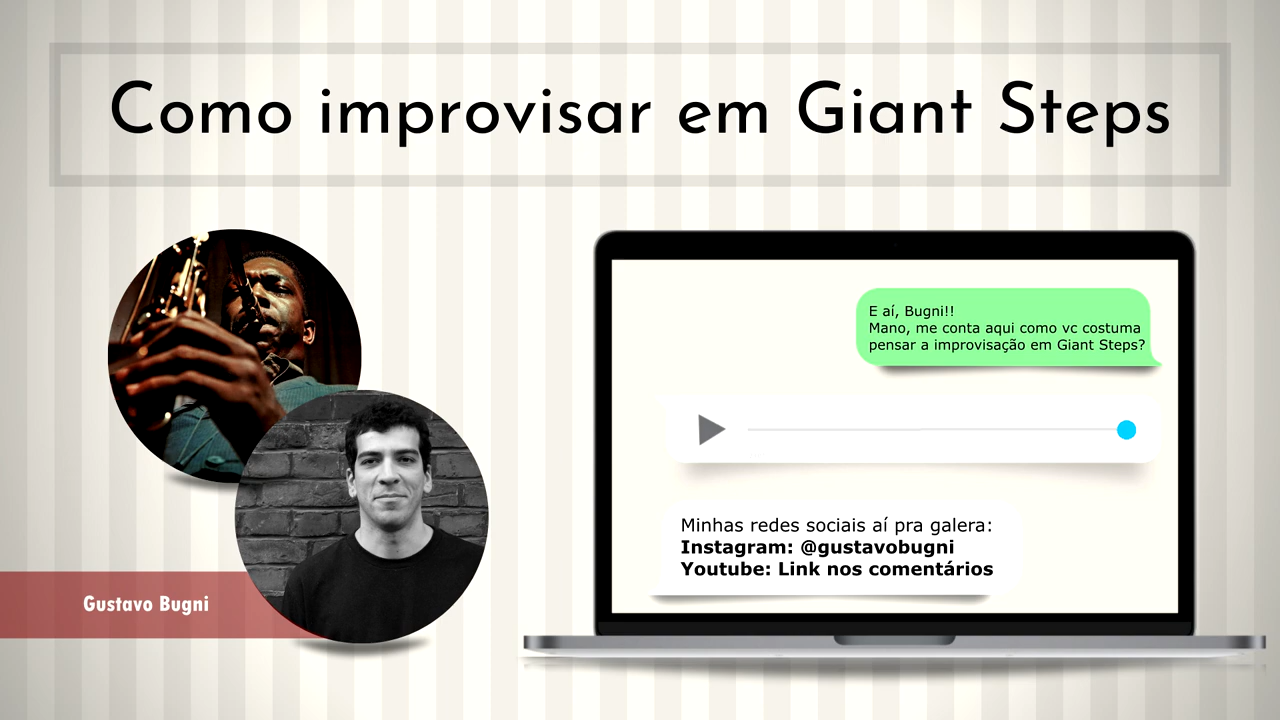 Como improvisar em Giant Steps
E aí, Bugni!!
Mano, me conta aqui como vc costuma
pensar a improvisação em Giant Steps?
Minhas redes sociais aí pra galera:
Instagram: @gustavobugni
Youtube: Link nos comentários
Gustavo Bugni